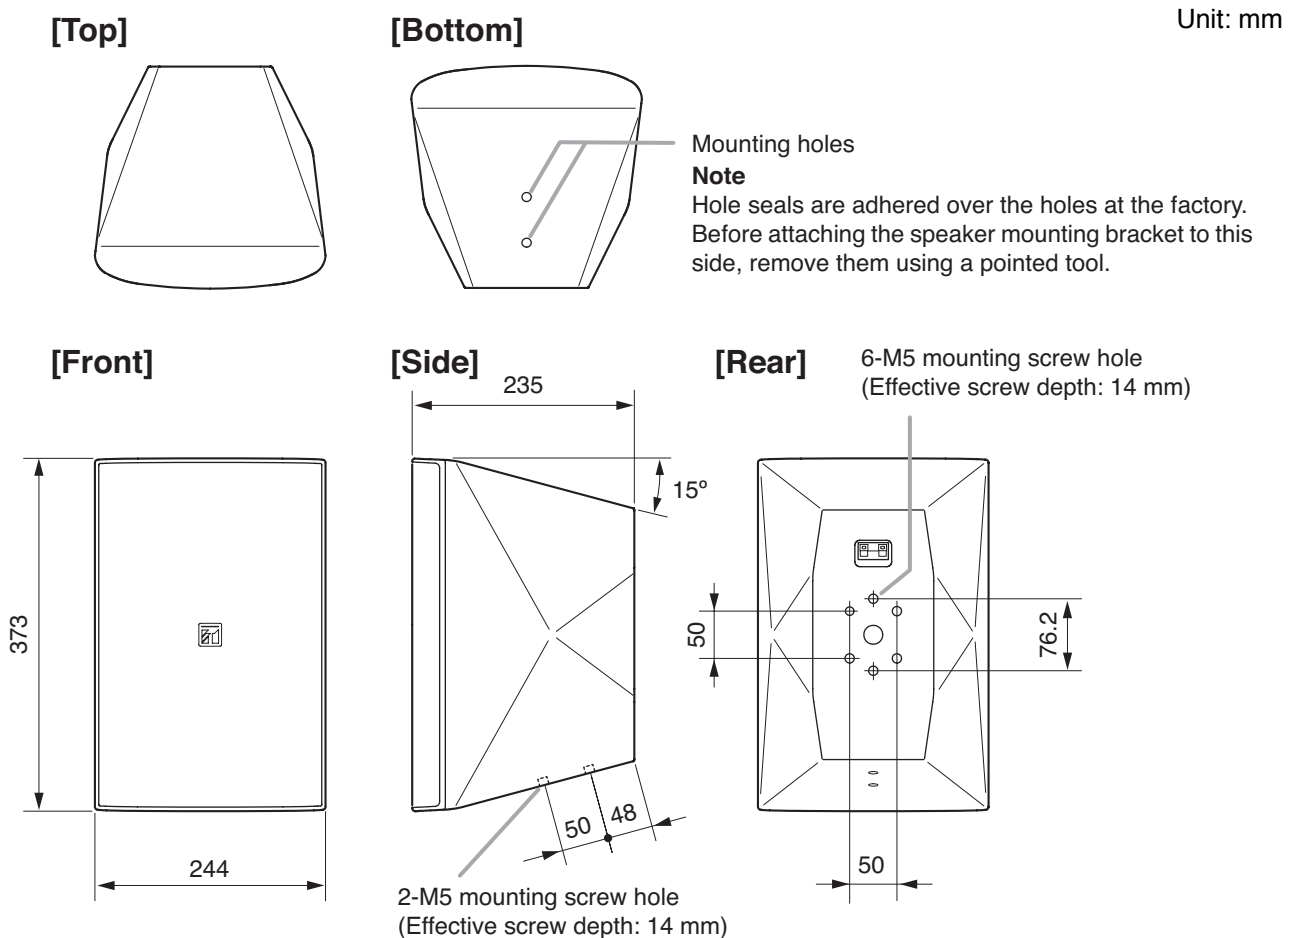 Unit: mm
[Top]
[Bottom]
Mounting holes
Note
Hole seals are adhered over the holes at the factory.
Before attaching the speaker mounting bracket to this
side, remove them using a pointed tool.
[Front]
[Side]
[Rear]
6-M5 mounting screw hole
(Effective screw depth: 14 mm)
235
15º
373
50
76.2
50
48
244
50
2-M5 mounting screw hole
(Effective screw depth: 14 mm)